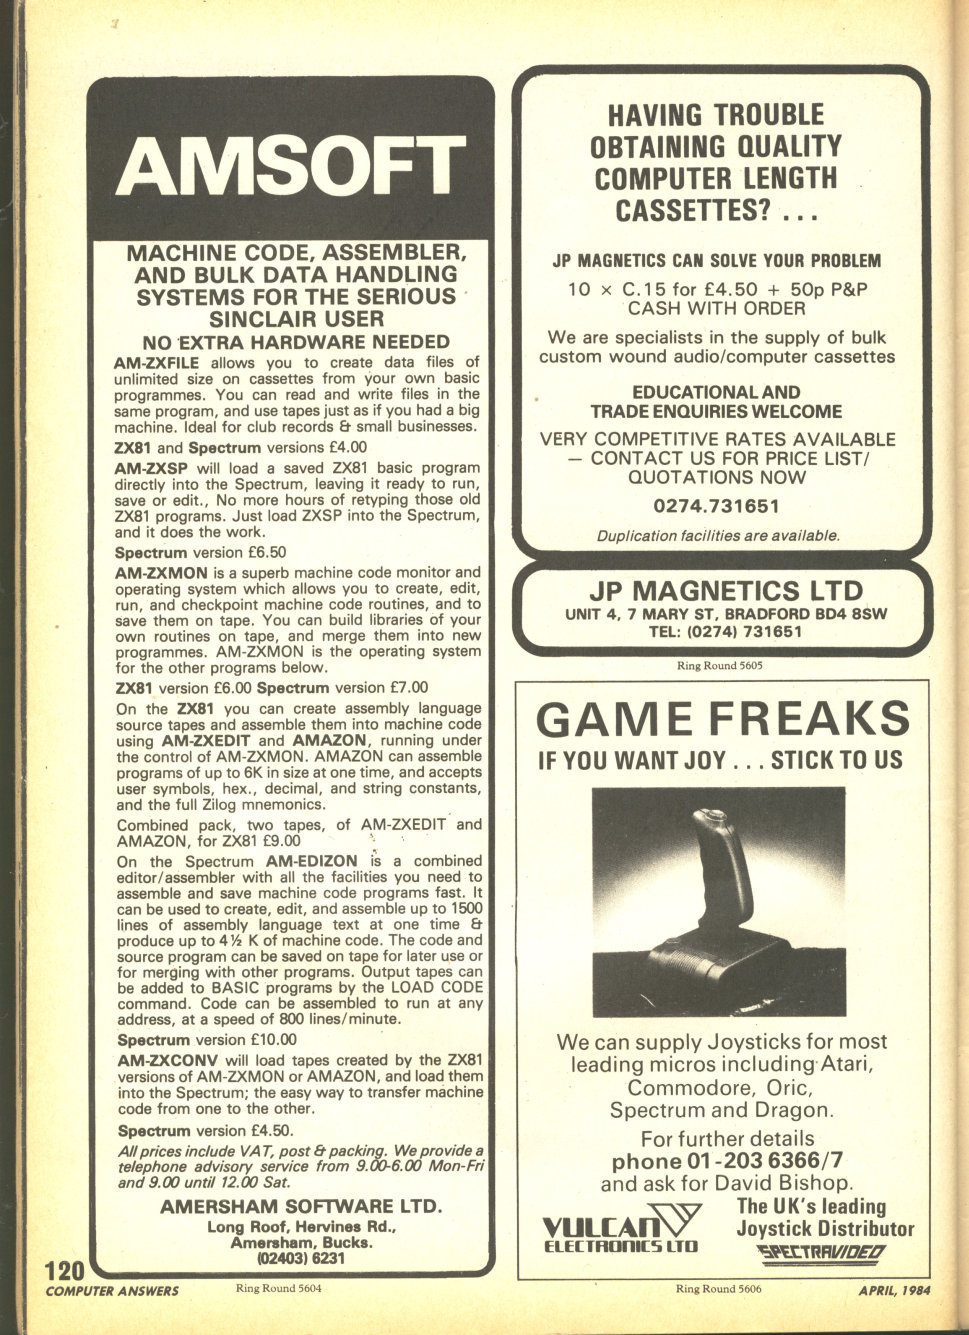 AMSOFT
MACHINE CODE, ASSEMBLER,
AND BULK DATA HANDLING
SYSTEMS FOR THE SERIOUS
SINCLAIR USER
NO EXTRA HARDWARE NEEDED
AM-ZXFILE allows you to create data files of
unlimited size on cassettes from your own basic
programmes. You can read and write files in the
same program, and use tapes just as if you had a big
machine. Ideal for club records & small businesses.
ZX81 and Spectrum versions £4.00
AM-ZXSP will load a saved ZX81 basic program
directly into the Spectrum, leaving it ready to run,
save or edit., No more hours of retyping those old
ZX81 programs. Just load ZXSP into the Spectrum,
and it does the work.
Spectrum version £6.50
AM-ZXMON is a superb machine code monitor and
operating system which allows you to create, edit,
run, and checkpoint machine code routines, and to
save them on tape. You can build libraries of your
own routines on tape, and merge them into new
programmes. AM-ZXMON is the operating system
for the other programs below.
ZX81 version £6.00 Spectrum version £7.00
On the ZX81 you can create assembly language
source tapes and assemble them into machine code
using AM-ZXEDIT and AMAZON, running under
the control of AM-ZXMON. AMAZON can assemble
programs of up to 6K in size at one time, and accepts
user symbols, hex., decimal, and string constants,
and the full Zilog mnemonics.
Combined pack, two tapes, of AM-ZXEDIT and
AMAZON, for ZX81 £9.00
On the Spectrum AM-EDIZON is a combined
editor/assembler with all the facilities you need to
assemble and save machine code programs fast. It
can be used to create, edit, and assemble up to 1500
lines of assembly language text at one time &
produce up to 4½ K of machine code. The code and
source program can be saved on tape for later use or
for merging with other programs. Output tapes can
be added to BASIC programs by the LOAD CODE
command. Code can be assembled to run at any
address, at a speed of 800 lines/minute.
Spectrum version £10.00
AM-ZXCONV will load tapes created by the ZX81
versions of AM-ZXMON or AMAZON, and load them
into the Spectrum; the easy way to transfer machine
code from one to the other.
Spectrum version £4.50.
All prices include VAT, post & packing. We provide a
telephone advisory service from 9.00-6.00 Mon-Fri
and 9.00 until 12.00 Sat.
AMERSHAM SOFTWARE LTD.
Long Roof, Hervines Rd.,
Amersham, Bucks.
(02403) 6231
Ring Round 5604
HAVING TROUBLE
OBTAINING QUALITY
COMPUTER LENGTH
CASSETTES? . . .
JP MAGNETICS CAN SOLVE YOUR PROBLEM
10 × C.15 for £4.50 + 50p P&P
CASH WITH ORDER
We are specialists in the supply of bulk
custom wound audio/computer cassettes
EDUCATIONAL AND
TRADE ENQUIRIES WELCOME
VERY COMPETITIVE RATES AVAILABLE
— CONTACT US FOR PRICE LIST/
QUOTATIONS NOW
0274.731651
Duplication facilities are available.
JP MAGNETICS LTD
UNIT 4, 7 MARY ST, BRADFORD BD4 8SW
TEL: (0274) 731651
Ring Round 5605
GAME FREAKS
IF YOU WANT JOY . . . STICK TO US
We can supply Joysticks for most
leading micros including Atari,
Commodore, Oric,
Spectrum and Dragon.
For further details
phone 01-203 6366/7
and ask for David Bishop.
VULCAN
ELECTRONICS LTD
The UK's leading
Joystick Distributor
SPECTRAVIDEO
Ring Round 5606
120
COMPUTER ANSWERS
APRIL, 1984